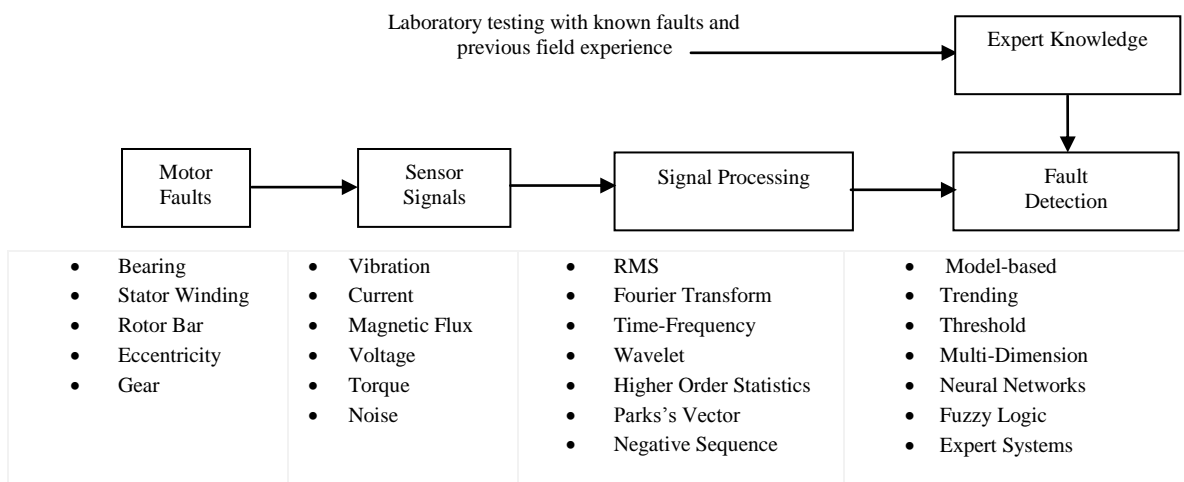 Laboratory testing with known faults and
previous field experience
Expert Knowledge
Motor
Faults
Sensor
Signals
Signal Processing
Fault
Detection
• Bearing
• Stator Winding
• Rotor Bar
• Eccentricity
• Gear
• Vibration
• Current
• Magnetic Flux
• Voltage
• Torque
• Noise
• RMS
• Fourier Transform
• Time-Frequency
• Wavelet
• Higher Order Statistics
• Parks’s Vector
• Negative Sequence
• Model-based
• Trending
• Threshold
• Multi-Dimension
• Neural Networks
• Fuzzy Logic
• Expert Systems